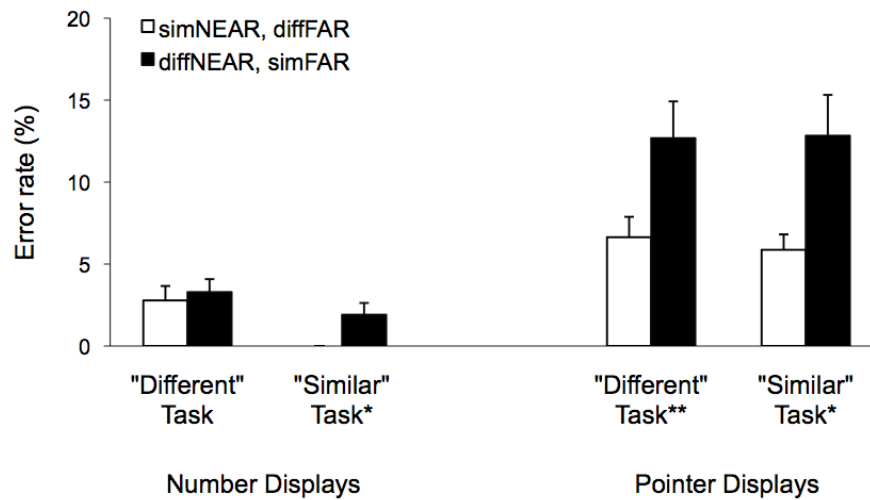 20
simNEAR, diffFAR
diffNEAR, simFAR
15
10
5
0
Error rate (%)
"Different" "Similar" "Different" "Similar"
Task Task* Task** Task*
Number Displays Pointer Displays